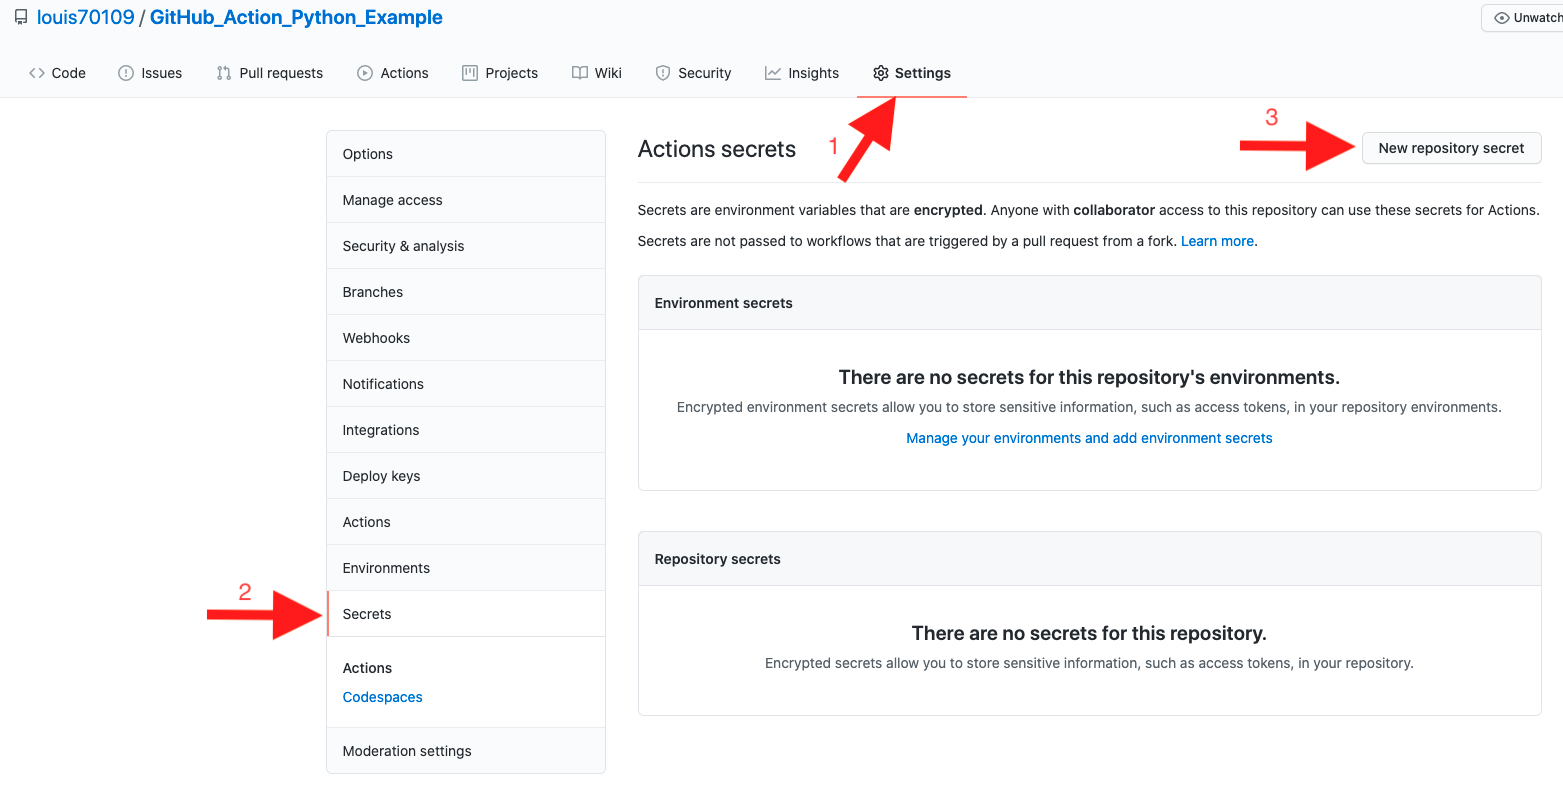 louis70109 / GitHub_Action_Python_Example
Unwatch
Code Issues Pull requests Actions Projects Wiki Security Insights Settings
1
2
3
Options
Manage access
Security & analysis
Branches
Webhooks
Notifications
Integrations
Deploy keys
Actions
Environments
Secrets
Actions
Codespaces
Moderation settings
Actions secrets
New repository secret
Secrets are environment variables that are encrypted. Anyone with collaborator access to this repository can use these secrets for Actions.
Secrets are not passed to workflows that are triggered by a pull request from a fork. Learn more.
Environment secrets
There are no secrets for this repository's environments.
Encrypted environment secrets allow you to store sensitive information, such as access tokens, in your repository environments.
Manage your environments and add environment secrets
Repository secrets
There are no secrets for this repository.
Encrypted secrets allow you to store sensitive information, such as access tokens, in your repository.